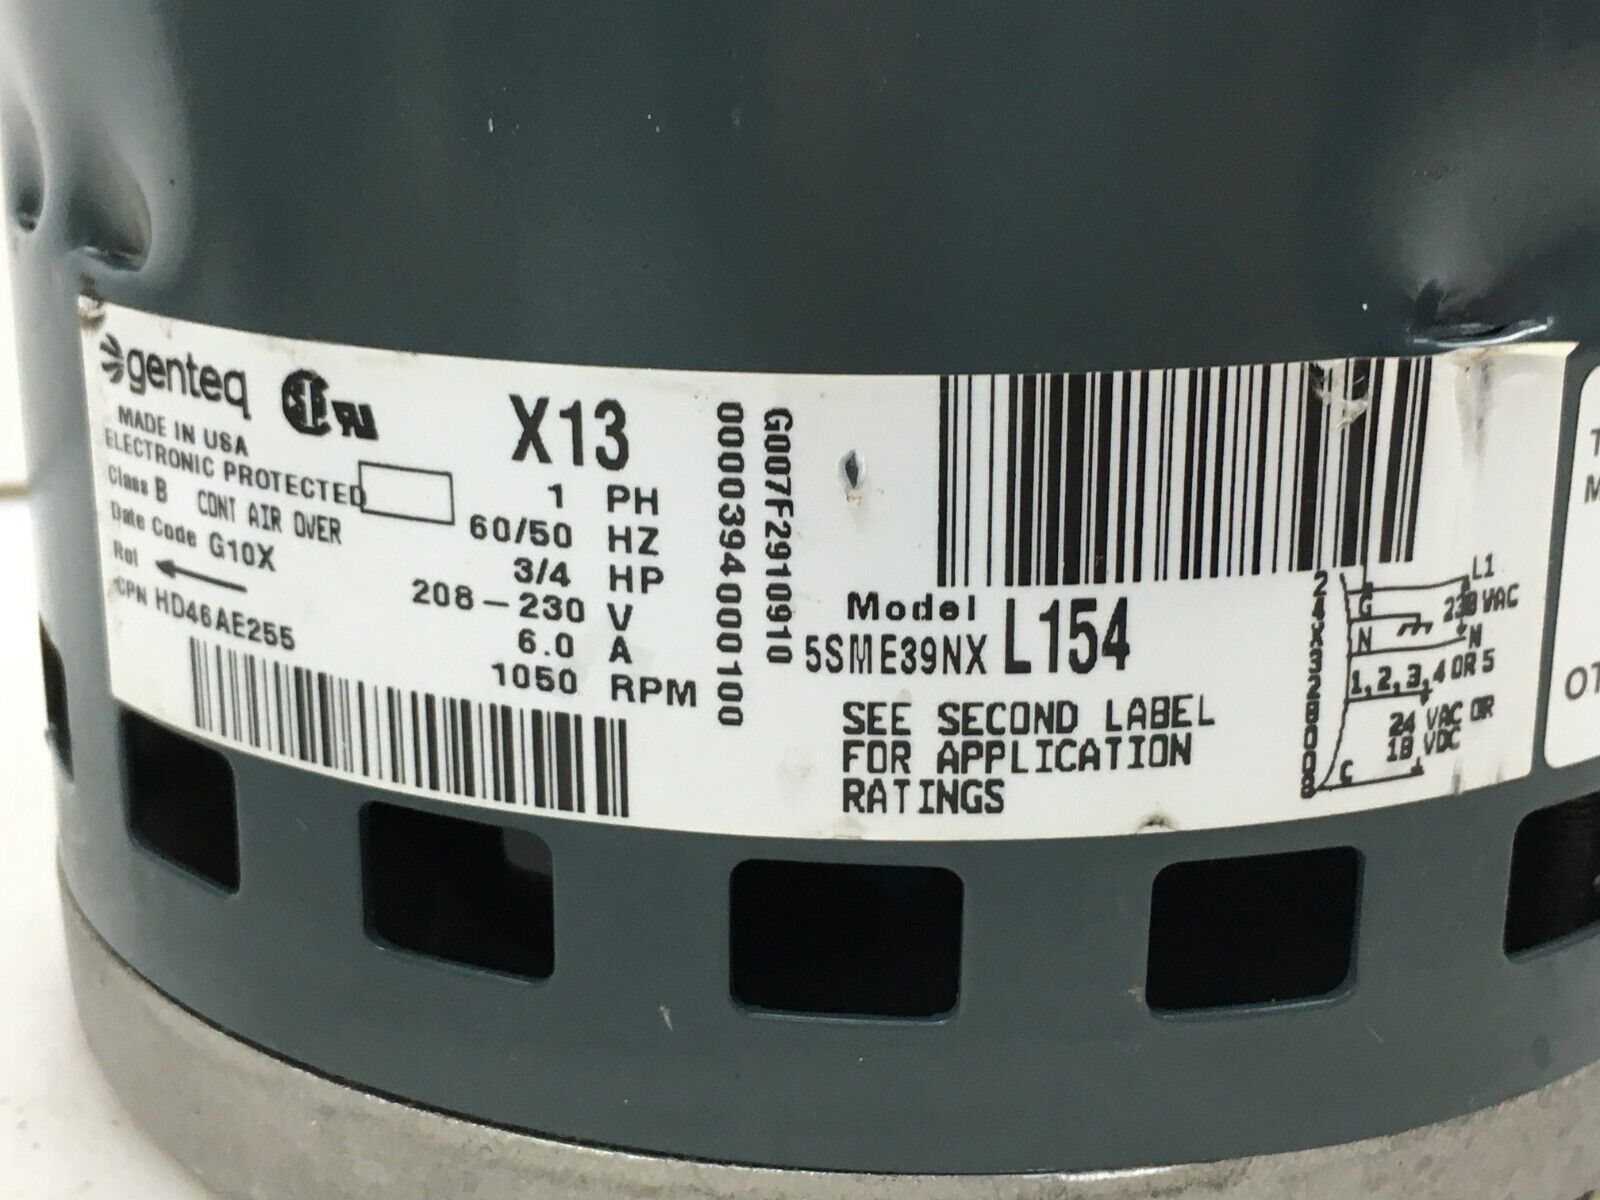 genteq
MADE IN USA
ELECTRONIC PROTECTED
Class B CONT AIR OVER
Date Code G10X
Rot
CPN HD46AE255
X13
1 PH
60/50 HZ
3/4 HP
208-230 V
6.0 A
1050 RPM
0000394000100
G007F2910910
Model
5SME39NX L154
SEE SECOND LABEL
FOR APPLICATION
RATINGS
L1
G
230 VAC
N N
1,2,3,4 OR 5
24 VAC OR
18 VDC
C